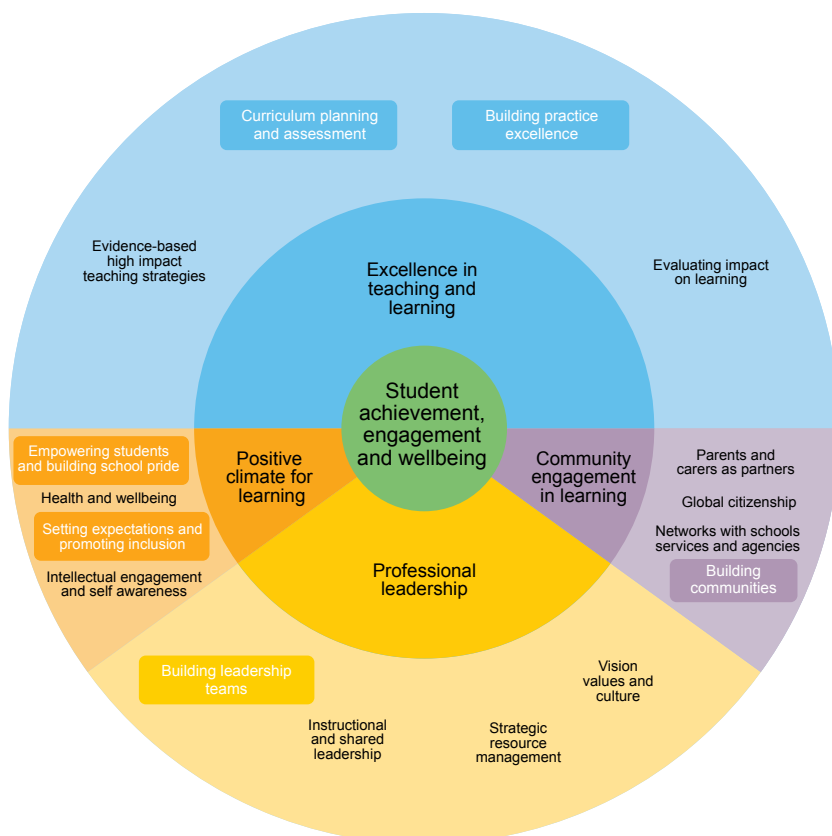 Curriculum planning
and assessment
Building practice
excellence
Evidence-based
high impact
teaching strategies
Excellence in
teaching and
learning
Evaluating impact
on learning
Student
achievement,
engagement
and wellbeing
Empowering students
and building school pride
Health and wellbeing
Setting expectations and
promoting inclusion
Intellectual engagement
and self awareness
Positive
climate for
learning
Community
engagement
in learning
Parents and
carers as partners
Global citizenship
Networks with schools
services and agencies
Building
communities
Professional
leadership
Building leadership
teams
Instructional
and shared
leadership
Strategic
resource
management
Vision
values and
culture